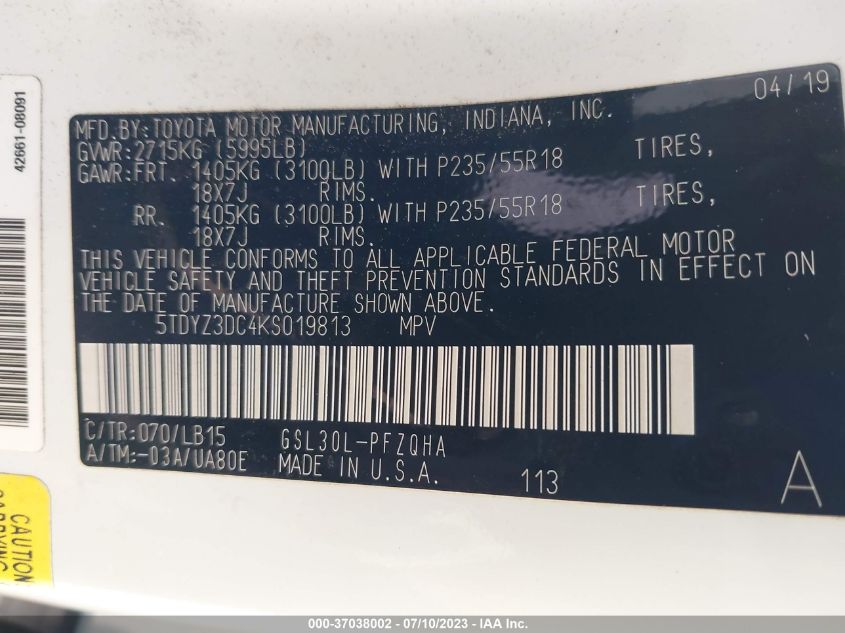 04/19
MFD.BY:TOYOTA MOTOR MANUFACTURING, INDIANA, INC.
GVWR:2715KG (5995LB)
GAWR:FRT. 1405KG (3100LB) WITH P235/55R18 TIRES,
18X7J RIMS.
RR. 1405KG (3100LB) WITH P235/55R18 TIRES,
18X7J RIMS.
THIS VEHICLE CONFORMS TO ALL APPLICABLE FEDERAL MOTOR
VEHICLE SAFETY AND THEFT PREVENTION STANDARDS IN EFFECT ON
THE DATE OF MANUFACTURE SHOWN ABOVE.
5TDYZ3DC4KS019813 MPV
C/TR:070/LB15 GSL30L-PFZQHA
A/TM:-03A/UA80E MADE IN U.S.A.
113
A
42661-08091
CAUTION
000-37038002 - 07/10/2023 - IAA Inc.